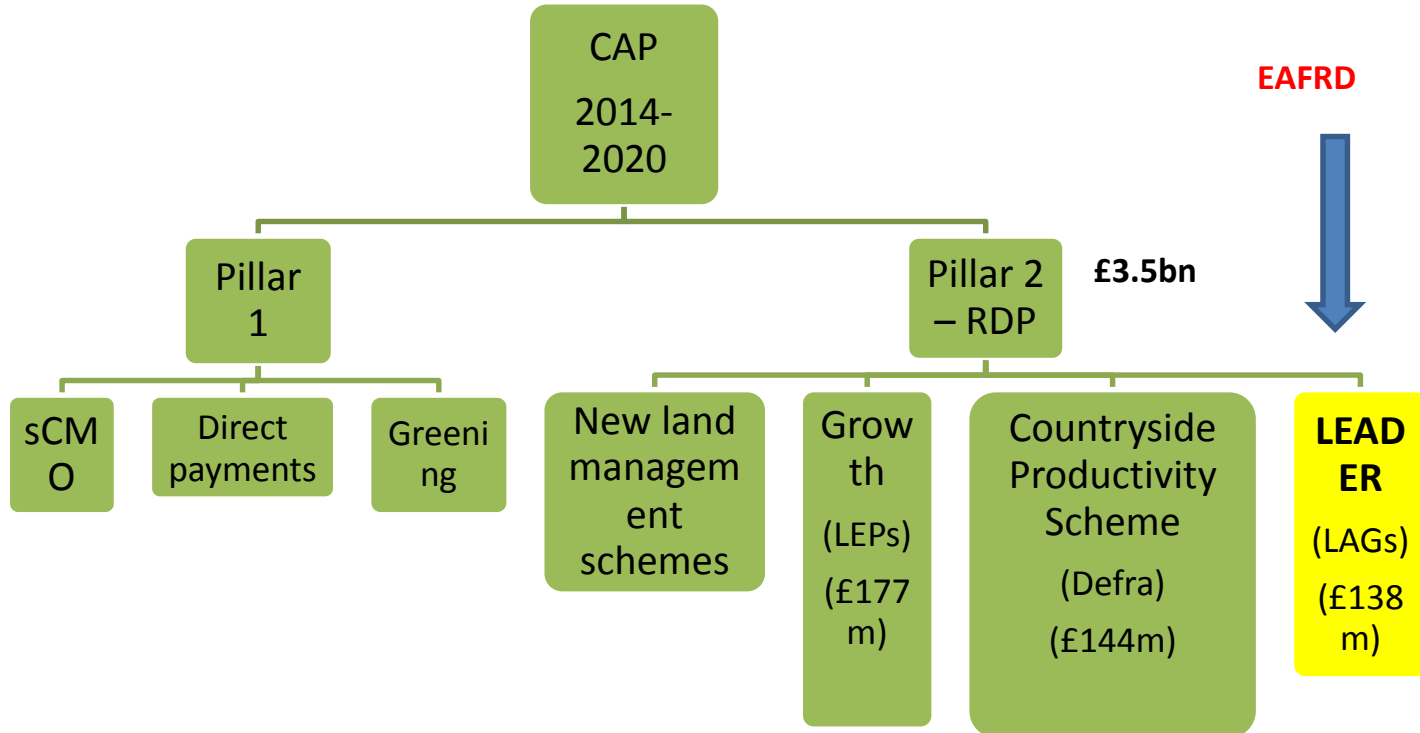 CAP
2014-
2020
EAFRD
Pillar
1
Pillar 2
– RDP
£3.5bn
sCM
O
Direct
payments
Greeni
ng
New land
managem
ent
schemes
Grow
th
(LEPs)
(£177
m)
Countryside
Productivity
Scheme
(Defra)
(£144m)
LEAD
ER
(LAGs)
(£138
m)